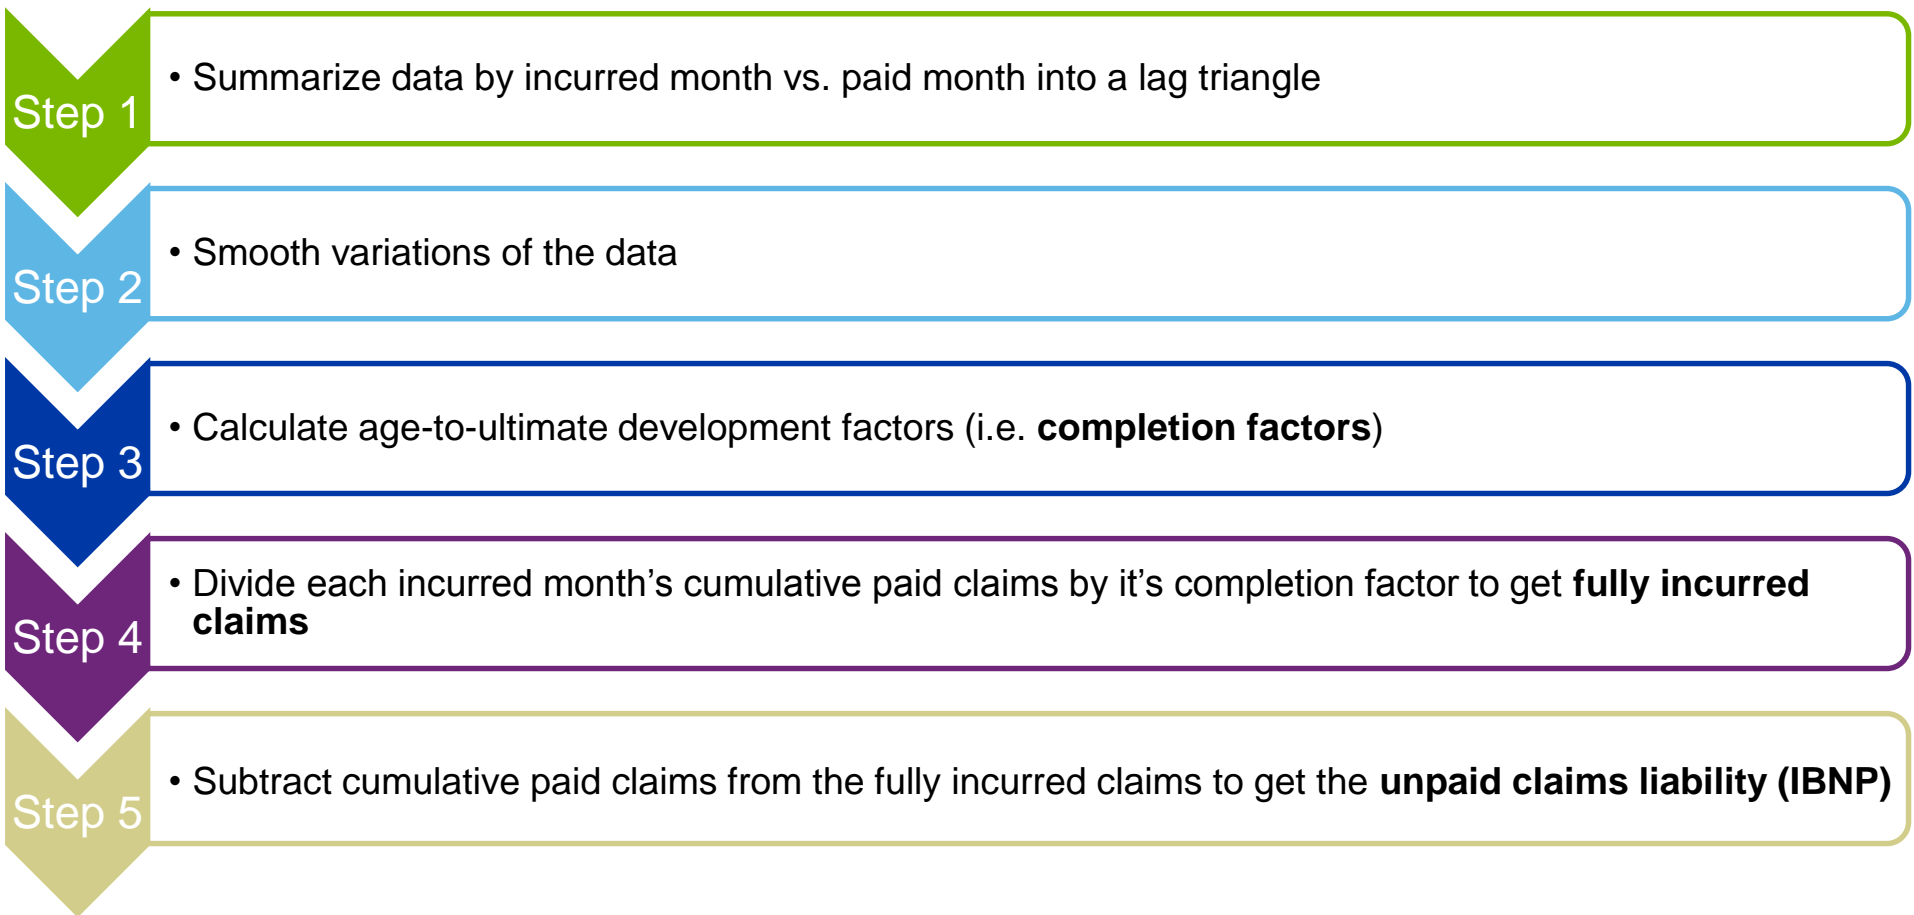 Step 1
• Summarize data by incurred month vs. paid month into a lag triangle
Step 2
• Smooth variations of the data
Step 3
• Calculate age-to-ultimate development factors (i.e. completion factors)
Step 4
• Divide each incurred month’s cumulative paid claims by it’s completion factor to get fully incurred
claims
Step 5
• Subtract cumulative paid claims from the fully incurred claims to get the unpaid claims liability (IBNP)